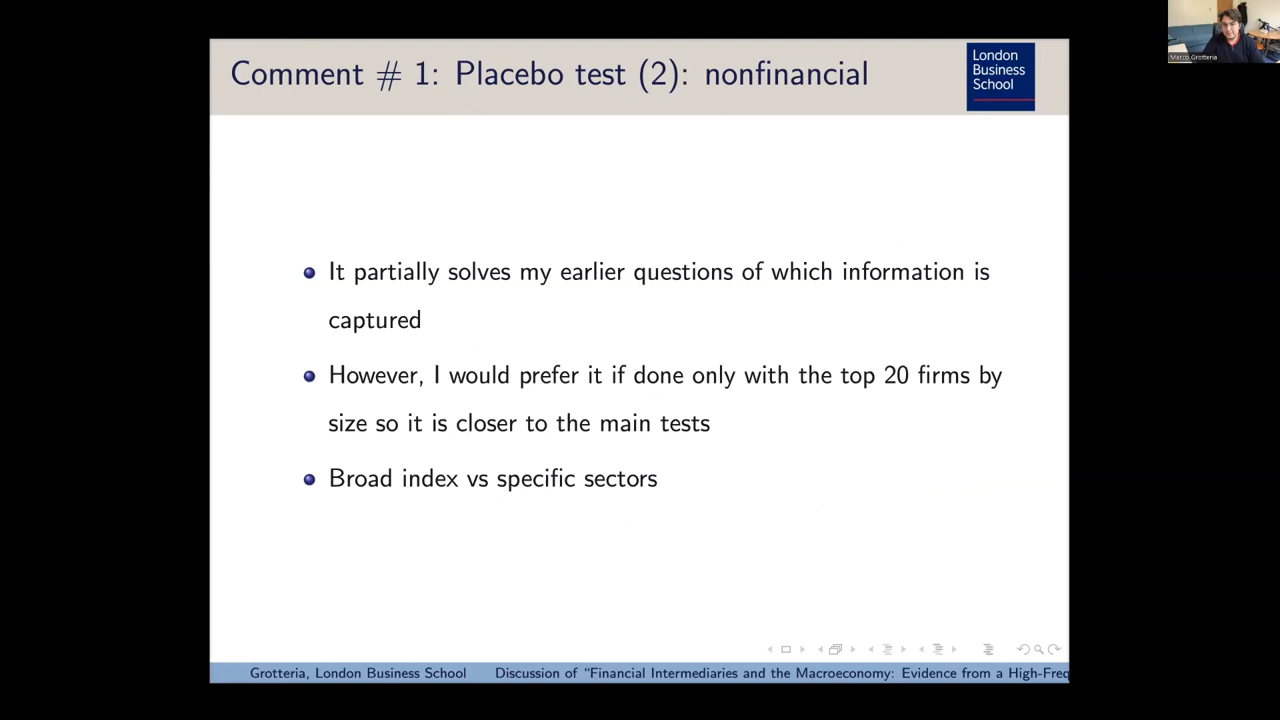 Comment # 1: Placebo test (2): nonfinancial
London
Business
School
Marco Grotteria
It partially solves my earlier questions of which information is
captured
However, I would prefer it if done only with the top 20 firms by
size so it is closer to the main tests
Broad index vs specific sectors
Grotteria, London Business School
Discussion of “Financial Intermediaries and the Macroeconomy: Evidence from a High-Freq